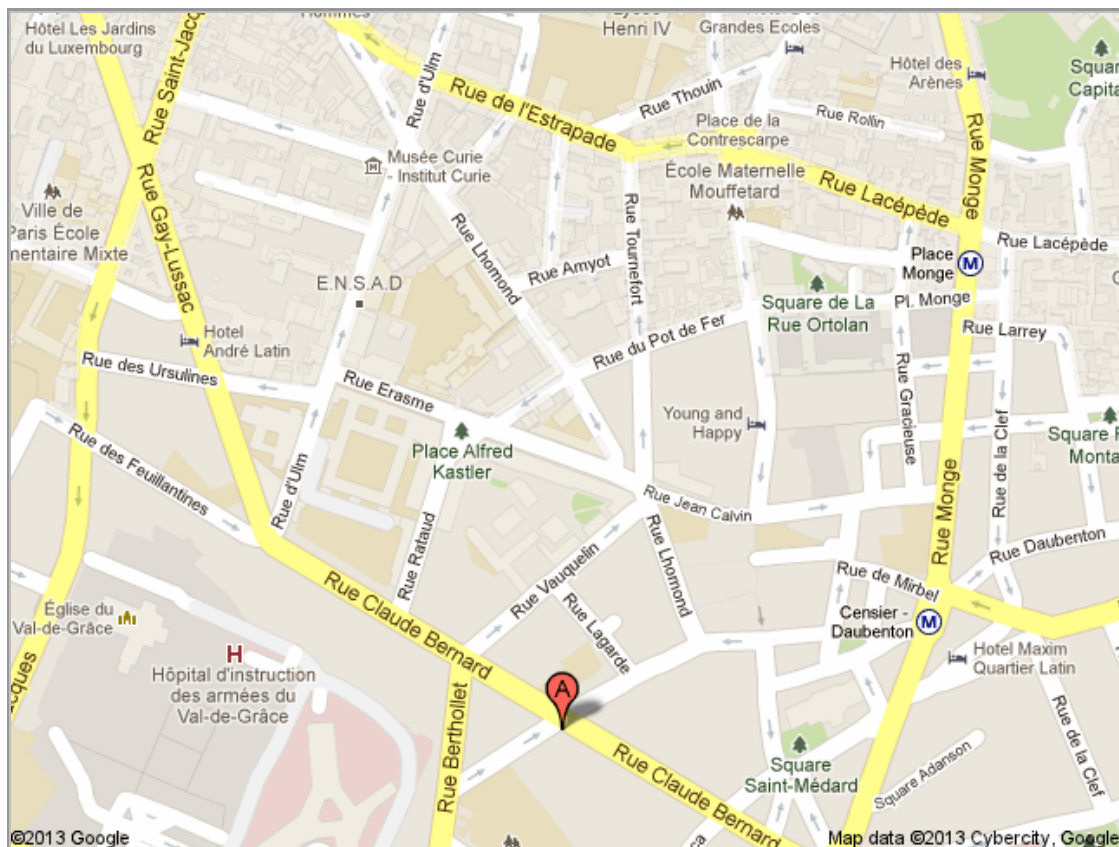 Hôtel Les Jardins
du Luxembourg
Rue Saint-Jacq
Rue d'Ulm
Henri IV
Grandes Ecoles
Hôtel des
Arènes
Squar
Capita
Rue de l'Estrapade
Rue Thouin
Place de la
Contrescarpe
Rue Rollin
Rue Monge
Musée Curie
- Institut Curie
École Maternelle
Mouffetard
Rue Lacépède
Rue Lacépède
Ville de
Paris École
mentaire Mixte
Rue Gay-Lussac
Rue Lhomond
Rue Tournefort
Rue Amyot
E.N.S.A.D
Place
Monge
M
Pl. Monge
Square de La
Rue Ortolan
Rue Larrey
Hotel
André Latin
Rue des Ursulines
Rue Erasme
Rue du Pot de Fer
Rue Gracieuse
Rue de la Clef
Young and
Happy
Place Alfred
Kastler
Square
Monta
Rue des Feuillantines
Rue d'Ulm
Rue Jean Calvin
Rue Monge
Rue Rataud
Rue Vauquelin
Rue Lhomond
Rue Daubenton
Rue de Mirbel
Rue Claude Bernard
Rue Lagarde
Censier -
Daubenton
M
Église du
Val-de-Grâce
H
Hôpital d'instruction
des armées du
Val-de-Grâce
Hotel Maxim
Quartier Latin
acques
A
Rue Berthollet
Rue Claude Bernard
Square
Saint-Médard
Square Adanson
Rue de la Clef
©2013 Google
Map data ©2013 Cybercity, Google